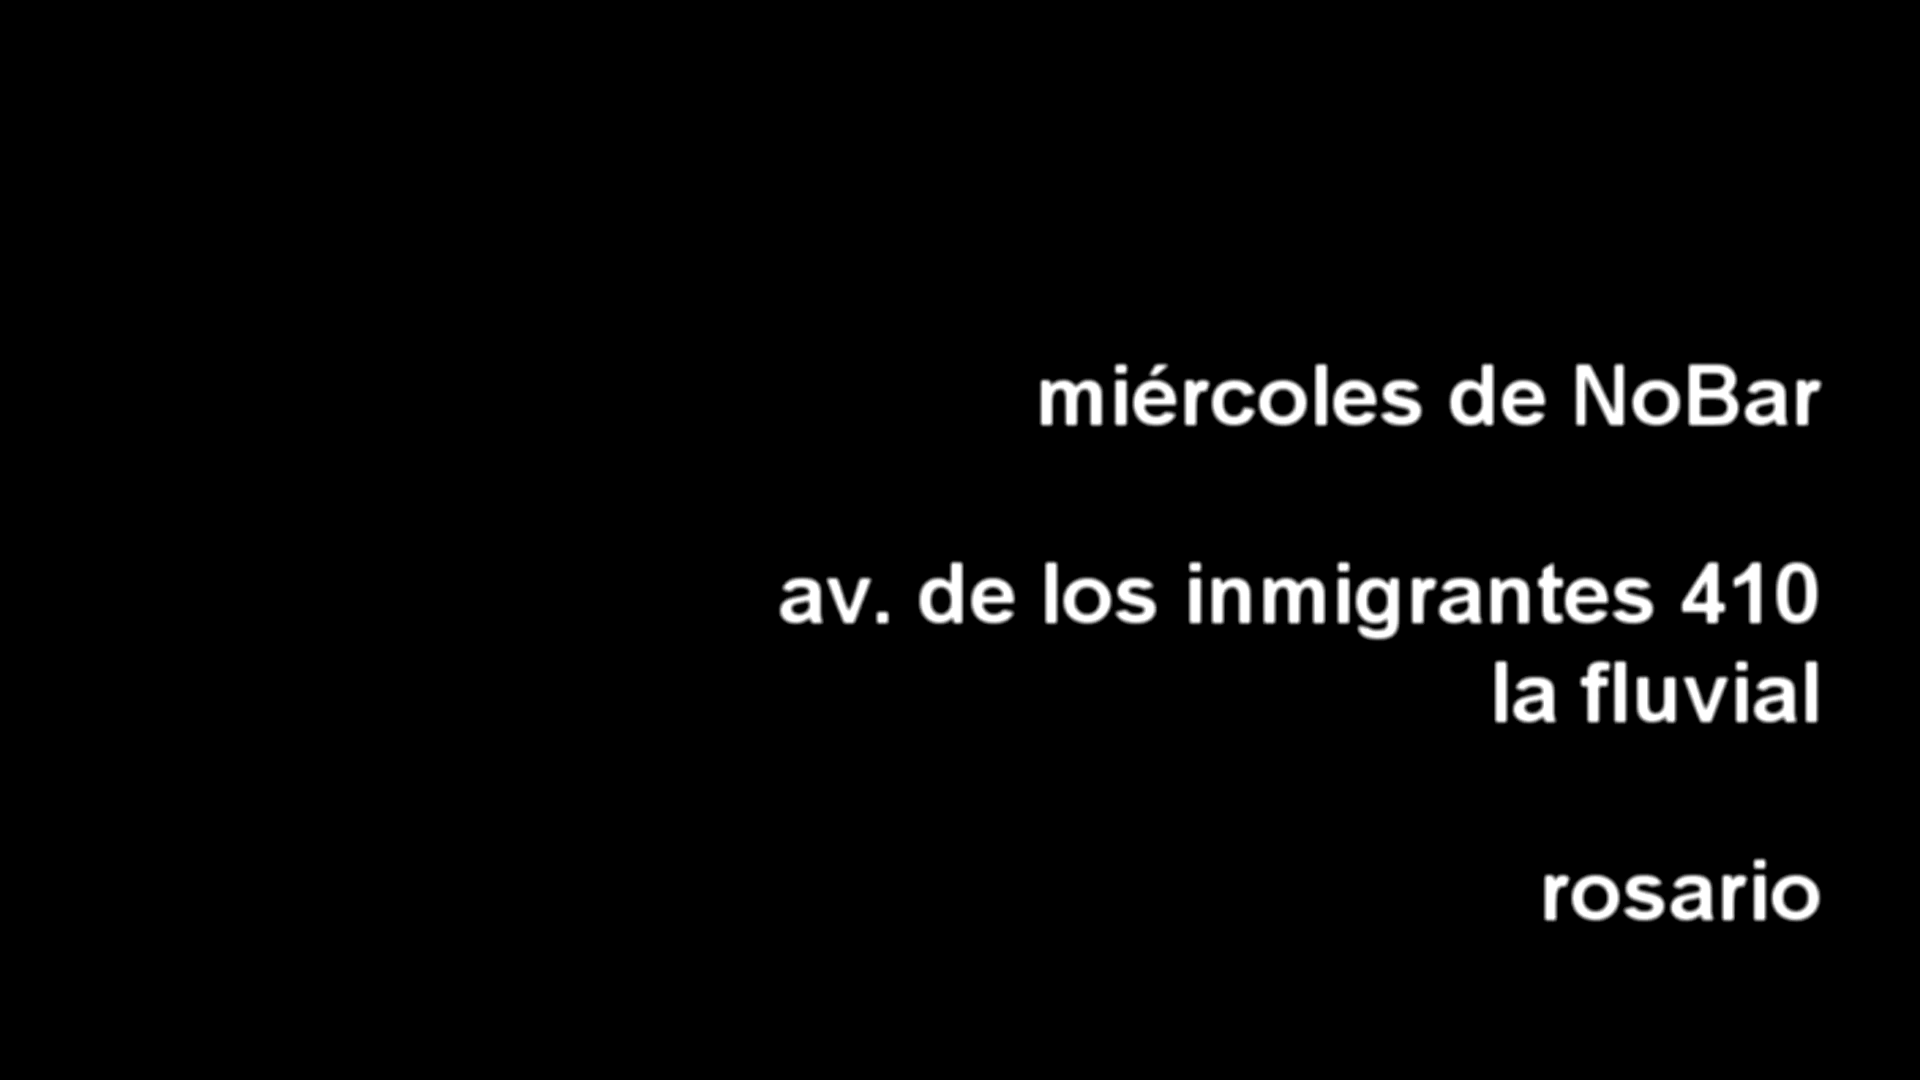 miércoles de NoBar
av. de los inmigrantes 410
la fluvial
rosario